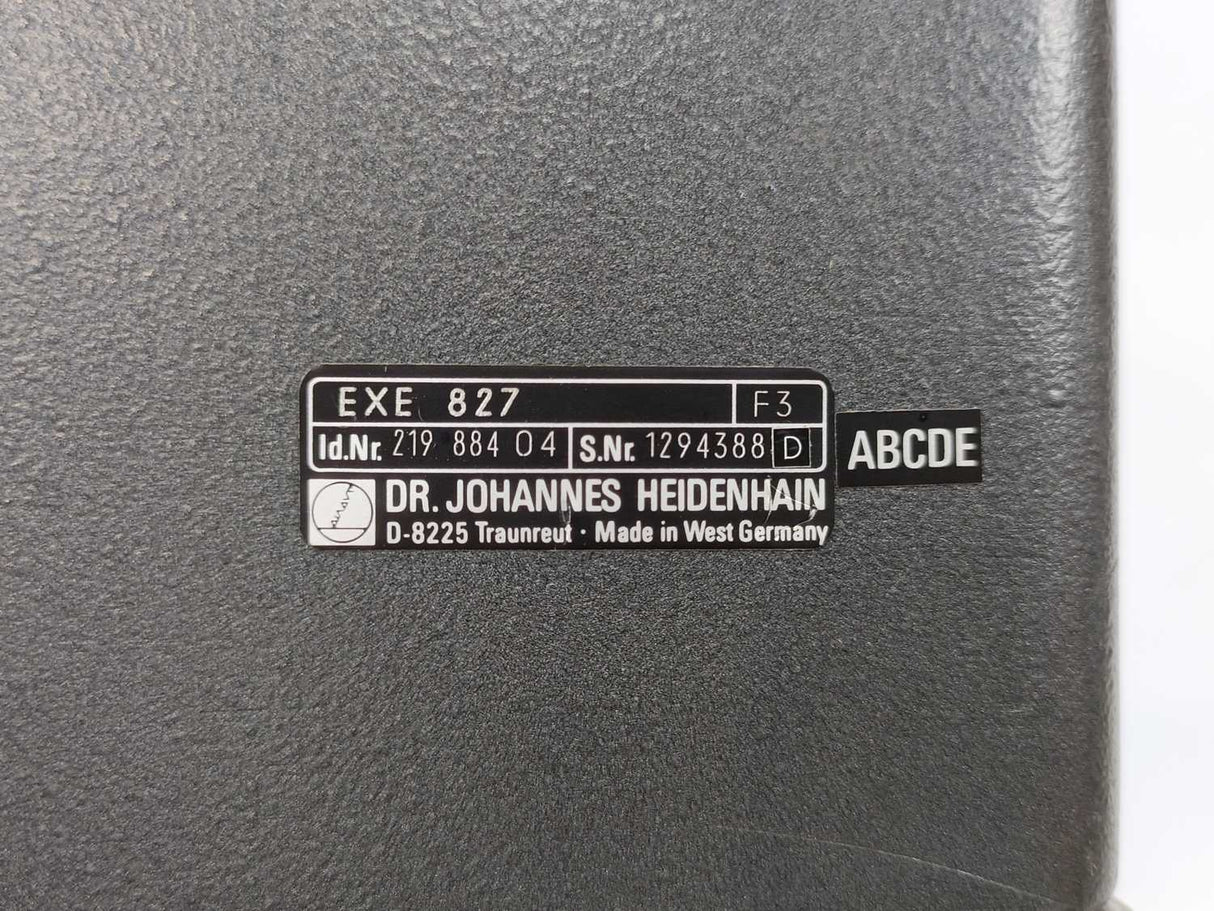 EXE 827 F3
Id.Nr. 219 884 04 S.Nr. 1294388 D
ABCDE
DR. JOHANNES HEIDENHAIN
D-8225 Traunreut · Made in West Germany